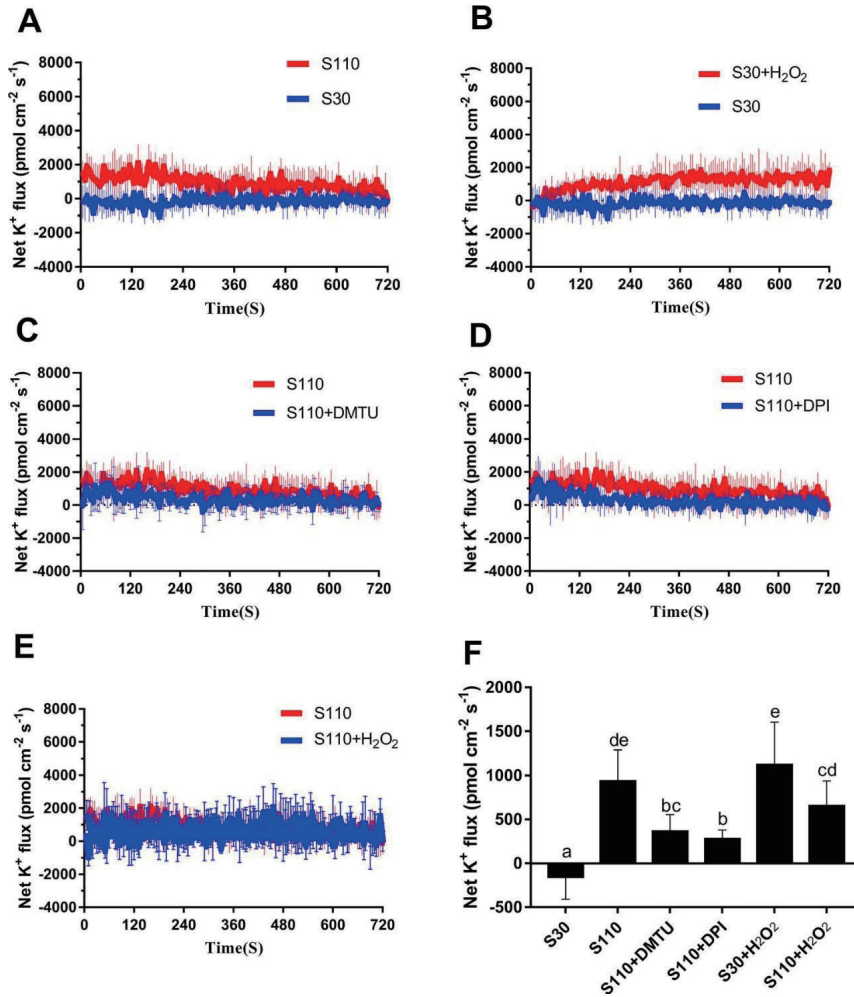 A
S110
S30
Net K⁺ flux (pmol cm⁻² s⁻¹)
8000
6000
4000
2000
0
-2000
-4000
0 120 240 360 480 600 720
Time(S)
B
S30+H₂O₂
S30
Net K⁺ flux (pmol cm⁻² s⁻¹)
8000
6000
4000
2000
0
-2000
-4000
0 120 240 360 480 600 720
Time(S)
C
S110
S110+DMTU
Net K⁺ flux (pmol cm⁻² s⁻¹)
8000
6000
4000
2000
0
-2000
-4000
0 120 240 360 480 600 720
Time(S)
D
S110
S110+DPI
Net K⁺ flux (pmol cm⁻² s⁻¹)
8000
6000
4000
2000
0
-2000
-4000
0 120 240 360 480 600 720
Time(S)
E
S110
S110+H₂O₂
Net K⁺ flux (pmol cm⁻² s⁻¹)
8000
6000
4000
2000
0
-2000
-4000
0 120 240 360 480 600 720
Time(S)
F
Net K⁺ flux (pmol cm⁻² s⁻¹)
2000
1500
1000
500
0
-500
a de bc b e cd
S30 S110 S110+DMTU S110+DPI S30+H₂O₂ S110+H₂O₂